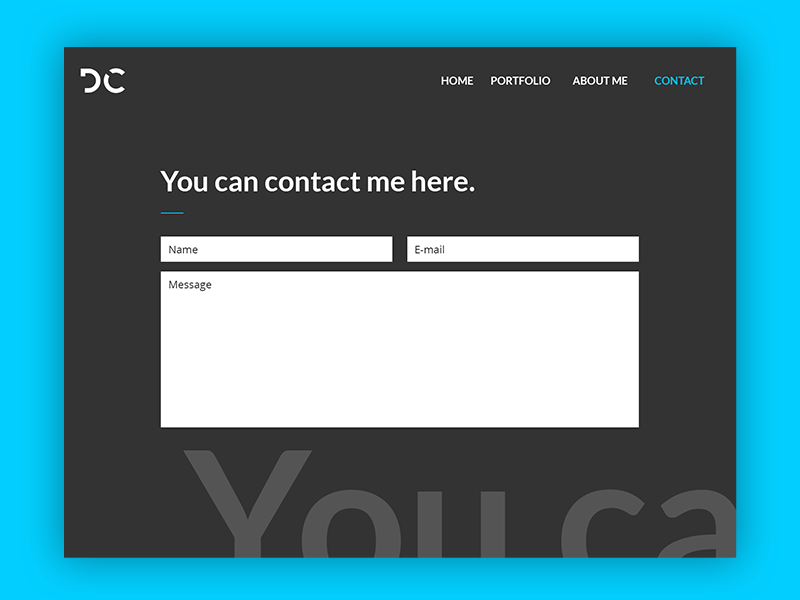 DC
HOME PORTFOLIO ABOUT ME CONTACT
You can contact me here.
Name E-mail
Message
You ca